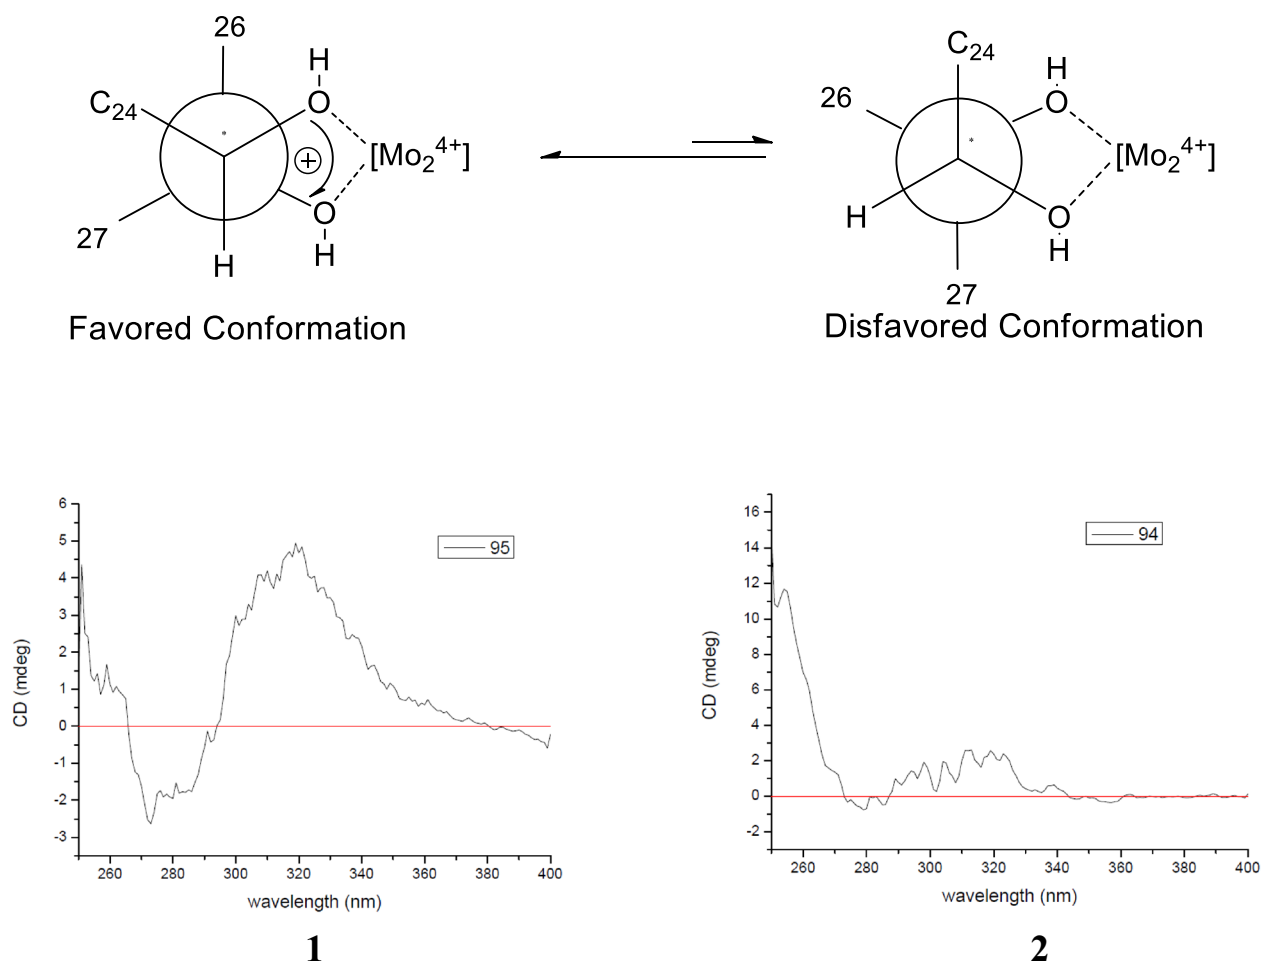 26
H
C24
O
*
[Mo2 4+]
+
O
27
H
H
Favored Conformation
C24
H
26
O
*
[Mo2 4+]
H
O
H
27
Disfavored Conformation
6
5
4
3
2
1
0
-1
-2
-3
CD (mdeg)
95
260 280 300 320 340 360 380 400
wavelength (nm)
1
16
14
12
10
8
6
4
2
0
-2
CD (mdeg)
94
260 280 300 320 340 360 380 400
wavelength (nm)
2